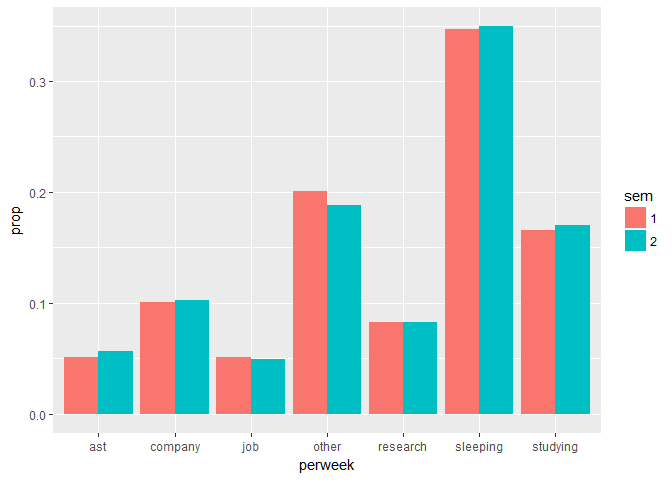 prop
0.3
0.2
0.1
0.0
ast company job other research sleeping studying
perweek
sem
1
2